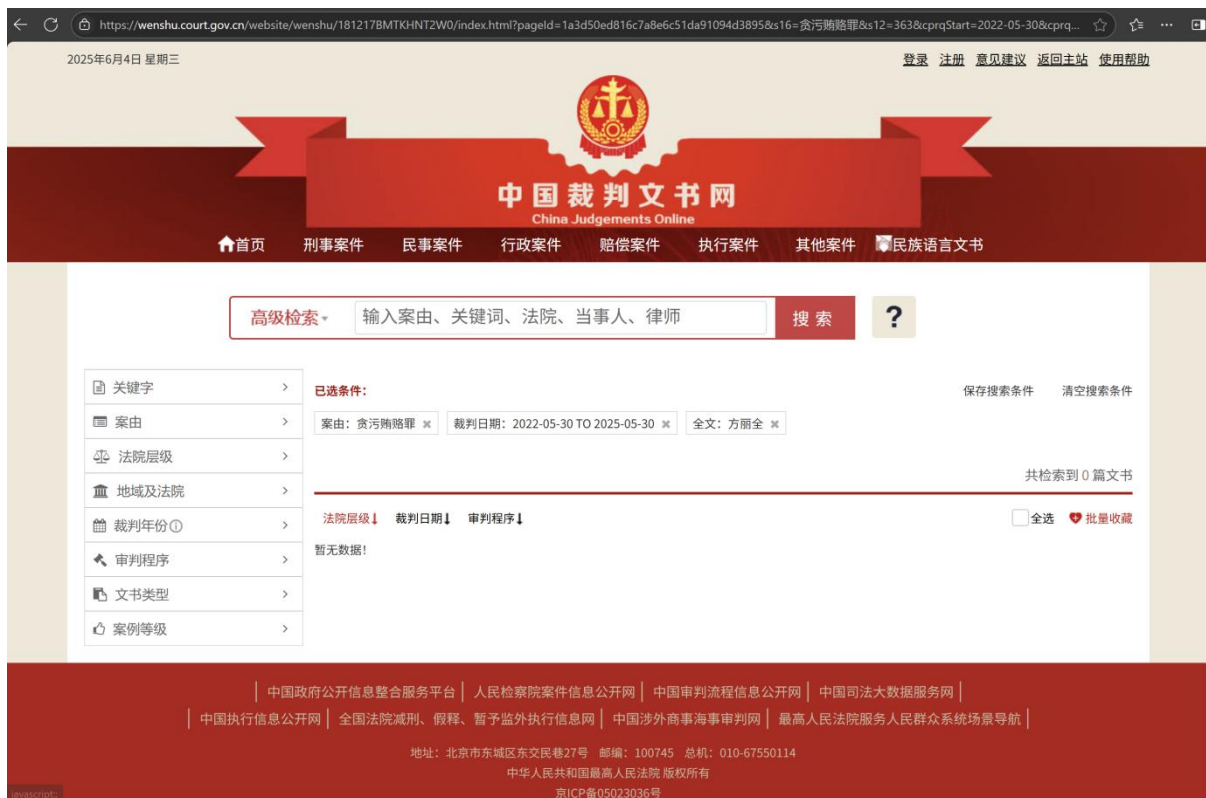 https://wenshu.court.gov.cn/website/wenshu/181217BMTKHNT2W0/index.html?pageId=1a3d50ed816c7a8e6c51da91094d3895&s16=贪污贿赂罪&s12=363&cprqStart=2022-05-30&cprq...
2025年6月4日 星期三
登录 注册 意见建议 返回主站 使用帮助
中国裁判文书网
China Judgements Online
首页 刑事案件 民事案件 行政案件 赔偿案件 执行案件 其他案件 民族语言文书
高级检索 输入案由、关键词、法院、当事人、律师 搜索 ?
关键字
案由
法院层级
地域及法院
裁判年份
审判程序
文书类型
案例等级
已选条件: 保存搜索条件 清空搜索条件
案由: 贪污贿赂罪 × 裁判日期: 2022-05-30 TO 2025-05-30 × 全文: 方丽全 ×
共检索到 0 篇文书
法院层级↓ 裁判日期↓ 审判程序↓ 全选 批量收藏
暂无数据!
| 中国政府公开信息整合服务平台 | 人民检察院案件信息公开网 | 中国审判流程信息公开网 | 中国司法大数据服务网 |
| 中国执行信息公开网 | 全国法院减刑、假释、暂予监外执行信息网 | 中国涉外商事海事审判网 | 最高人民法院服务人民群众系统场景导航 |
地址: 北京市东城区东交民巷27号 邮编: 100745 总机: 010-67550114
中华人民共和国最高人民法院 版权所有
京ICP备05023036号
javascript:;